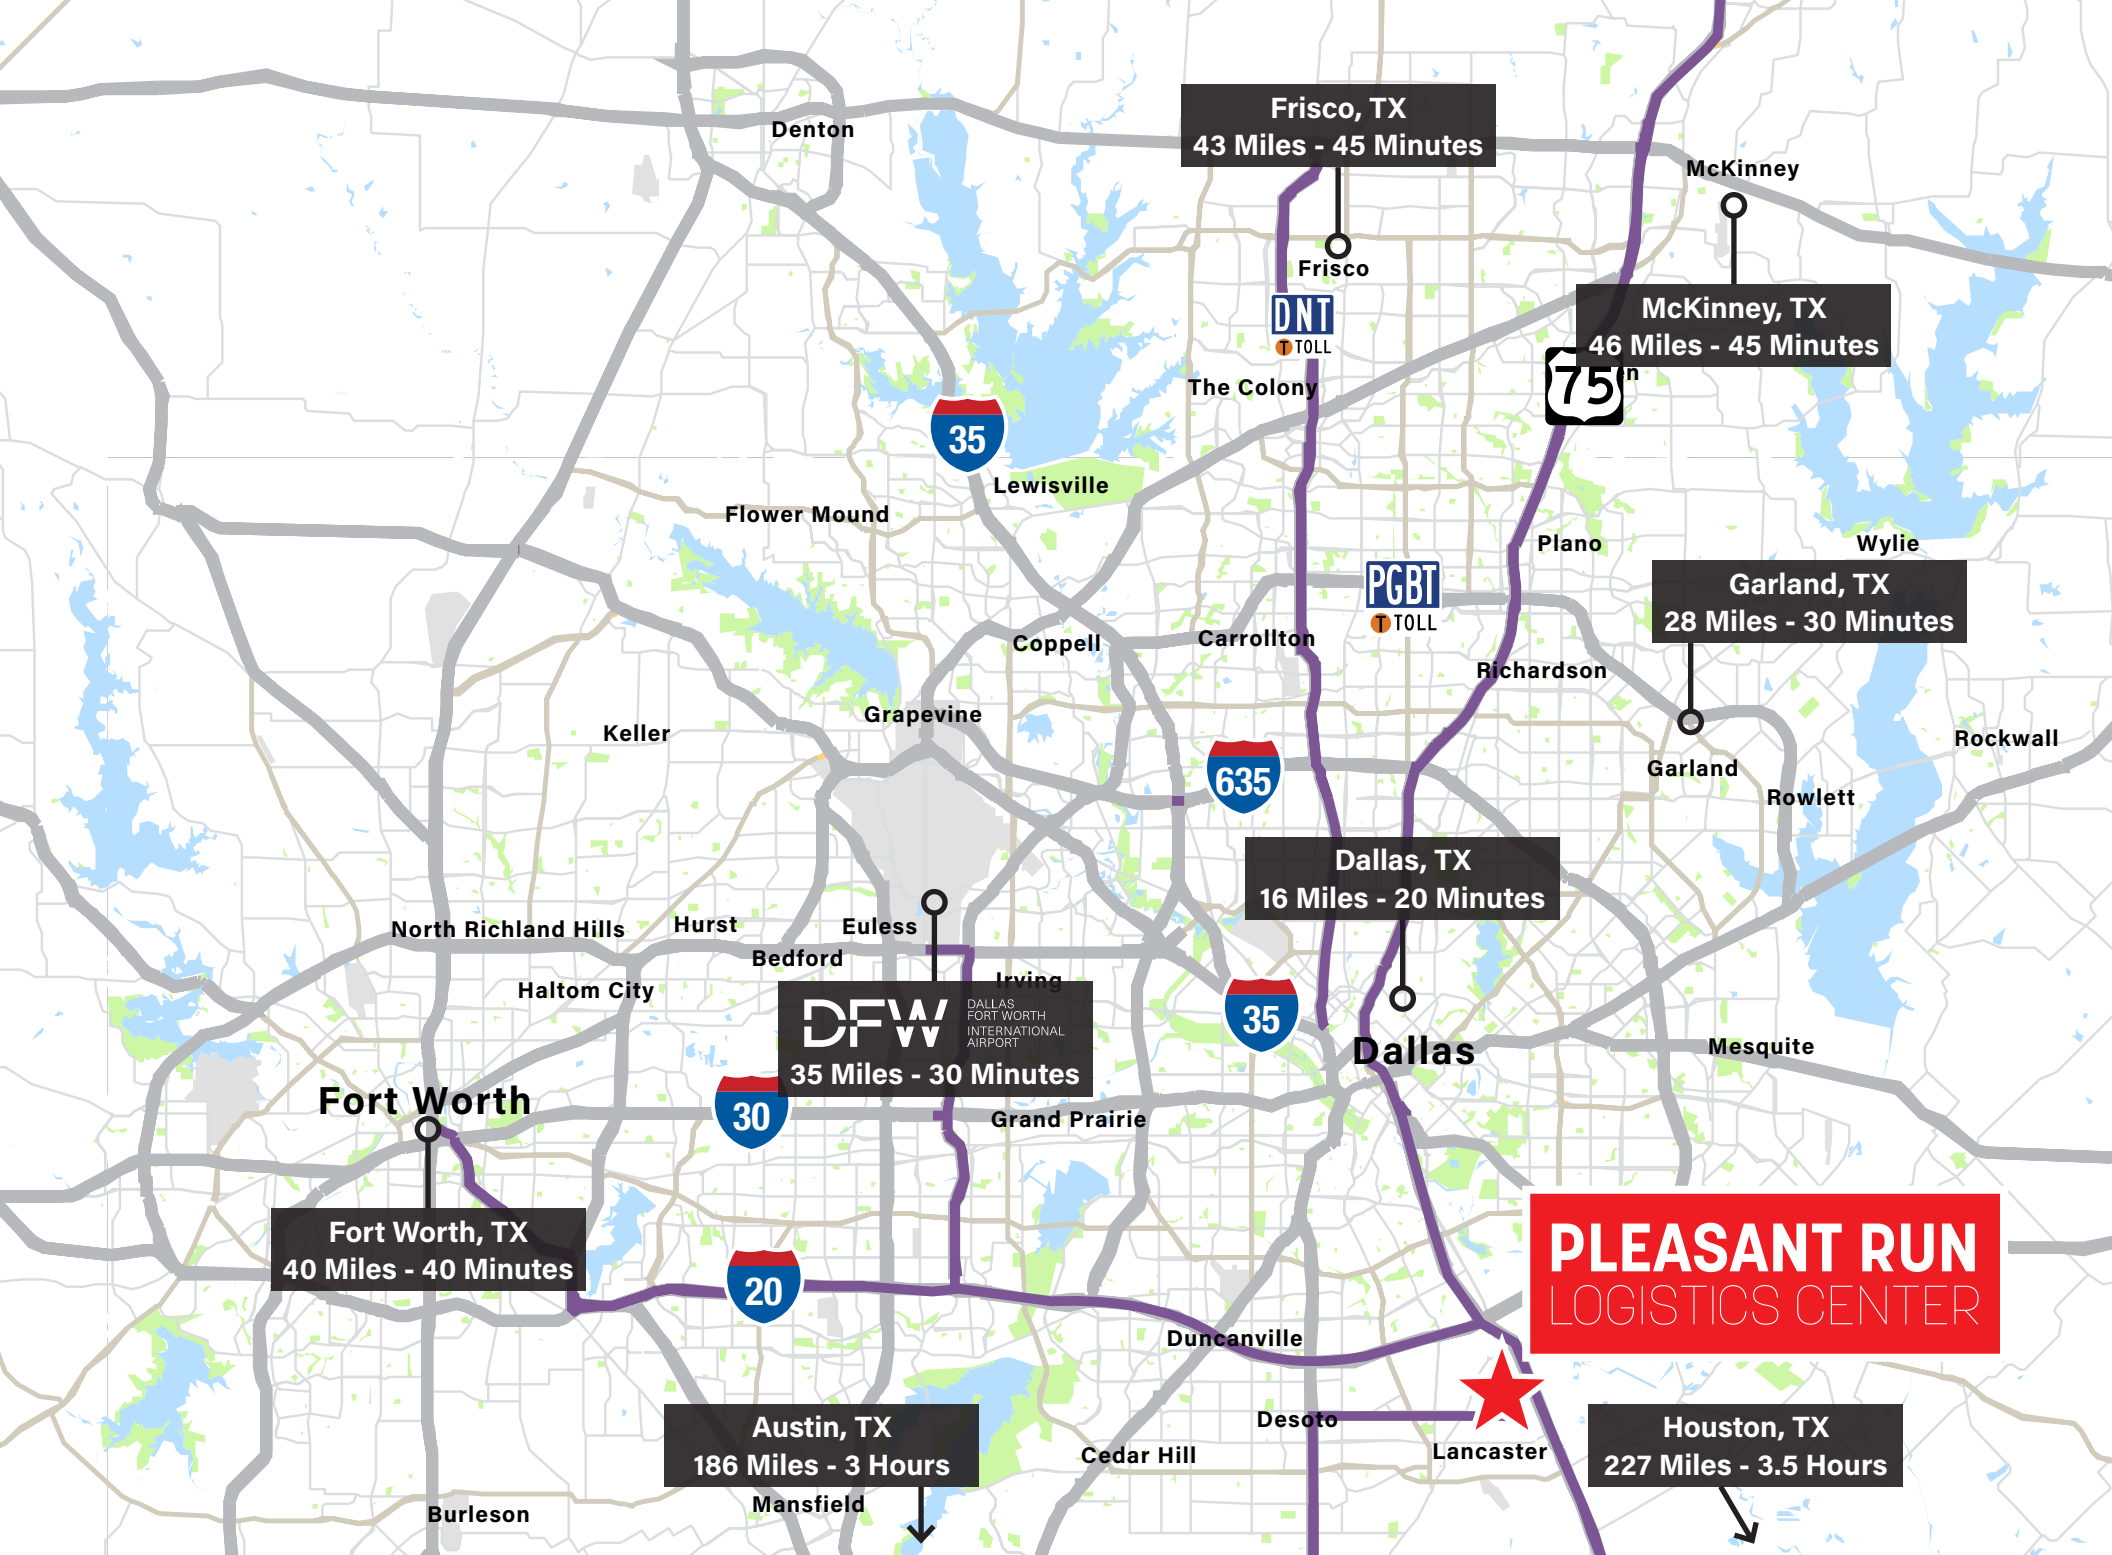 Frisco, TX
43 Miles - 45 Minutes
Denton
McKinney
Frisco
DNT
TOLL
McKinney, TX
46 Miles - 45 Minutes
75
The Colony
35
Lewisville
Flower Mound
Plano
Wylie
PGBT
TOLL
Garland, TX
28 Miles - 30 Minutes
Coppell
Carrollton
Richardson
Grapevine
Keller
Rockwall
635
Garland
Rowlett
Dallas, TX
16 Miles - 20 Minutes
North Richland Hills
Hurst
Euless
Bedford
Irving
Haltom City
DFW
DALLAS
FORT WORTH
INTERNATIONAL
AIRPORT
35 Miles - 30 Minutes
35
Dallas
Mesquite
Fort Worth
30
Grand Prairie
Fort Worth, TX
40 Miles - 40 Minutes
20
PLEASANT RUN
LOGISTICS CENTER
Duncanville
Desoto
Lancaster
Cedar Hill
Austin, TX
186 Miles - 3 Hours
Houston, TX
227 Miles - 3.5 Hours
Mansfield
Burleson